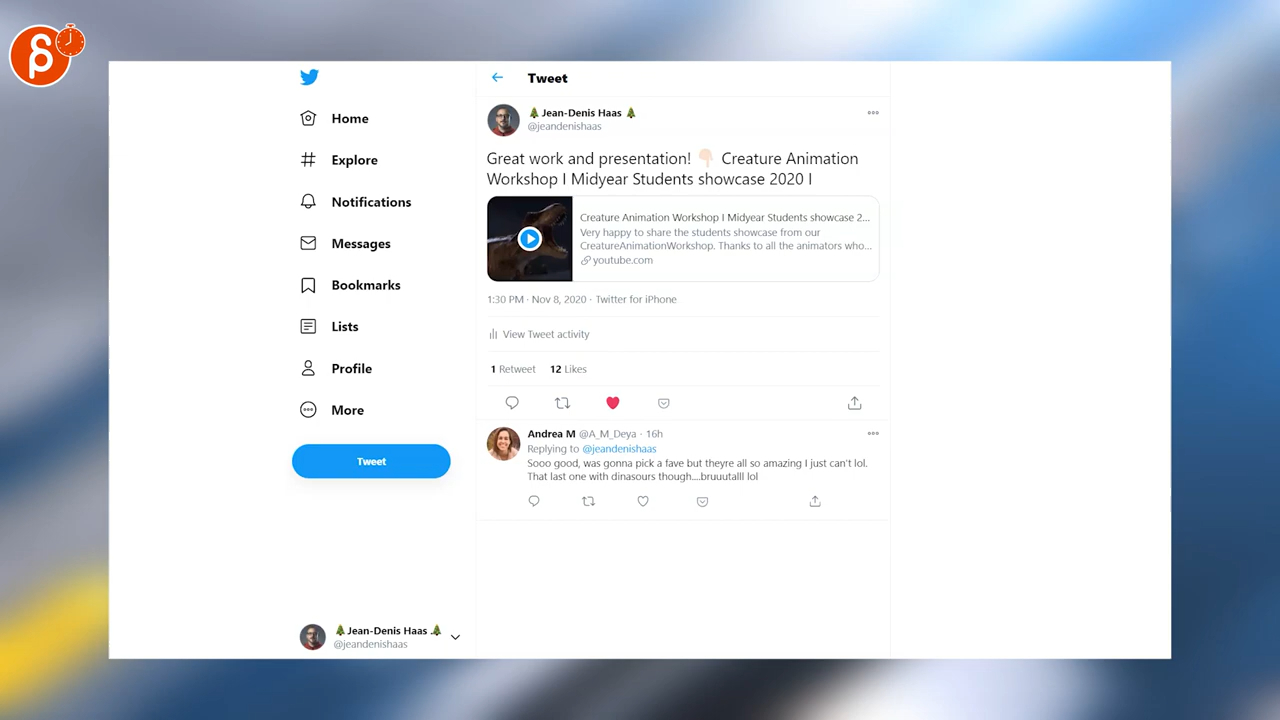 Tweet
🌲Jean-Denis Haas 🌲
@jeandenishaas
Home
Explore
Notifications
Messages
Bookmarks
Lists
Profile
More
Tweet
🌲Jean-Denis Haas 🌲
@jeandenishaas
Great work and presentation! 👇🏻 Creature Animation
Workshop I Midyear Students showcase 2020 I
Creature Animation Workshop I Midyear Students showcase 2...
Very happy to share the students showcase from our
CreatureAnimationWorkshop. Thanks to all the animators who...
youtube.com
1:30 PM · Nov 8, 2020 · Twitter for iPhone
View Tweet activity
1 Retweet 12 Likes
Andrea M @A_M_Deya · 16h
Replying to @jeandenishaas
Sooo good, was gonna pick a fave but theyre all so amazing I just can't lol.
That last one with dinasours though....bruuutalll lol